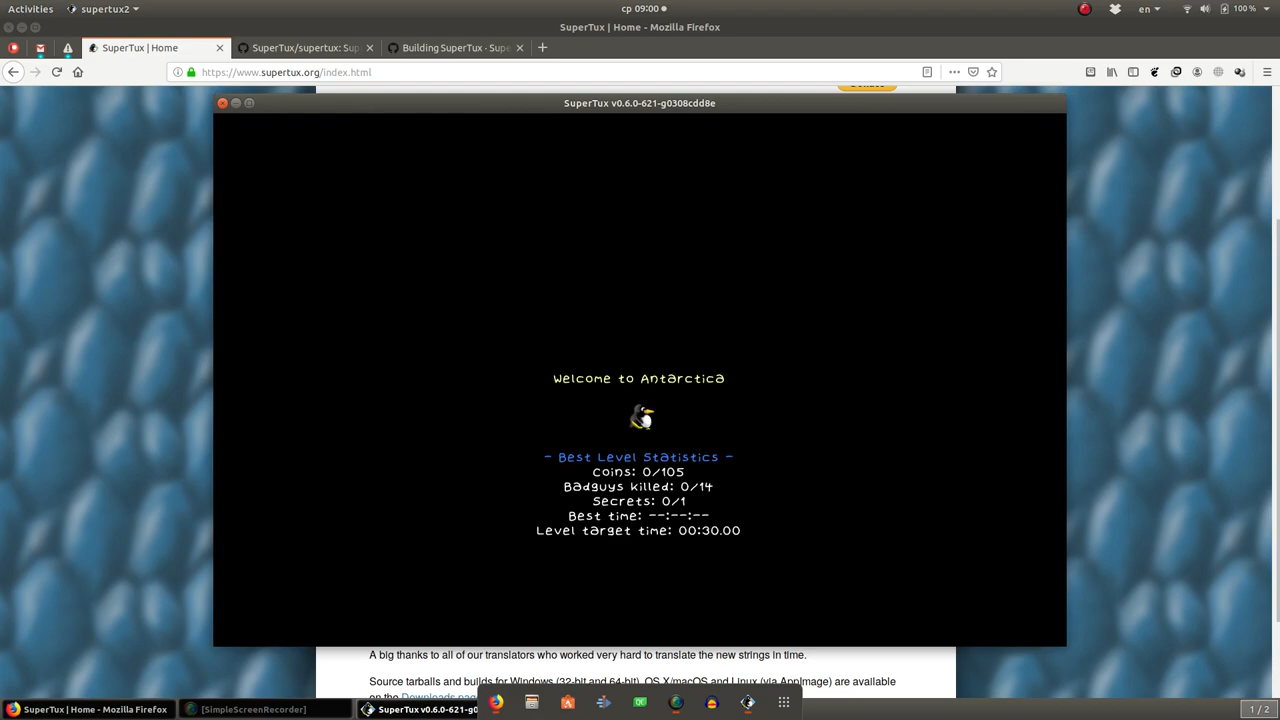 Activities supertux2 ср 09:00 en 100 %
SuperTux | Home - Mozilla Firefox
SuperTux | Home SuperTux/supertux: Sup Building SuperTux · Supe
https://www.supertux.org/index.html
SuperTux v0.6.0-621-g0308cdd8e
Welcome to Antarctica
- Best Level Statistics -
Coins: 0/105
Badguys killed: 0/14
Secrets: 0/1
Best time: --:--:--
Level target time: 00:30.00
A big thanks to all of our translators who worked very hard to translate the new strings in time.
Source tarballs and builds for Windows (32-bit and 64-bit), OS X/macOS and Linux (via AppImage) are available
on the Downloads pag
SuperTux | Home - Mozilla Firefox [SimpleScreenRecorder] SuperTux v0.6.0-621-g0 1 / 2